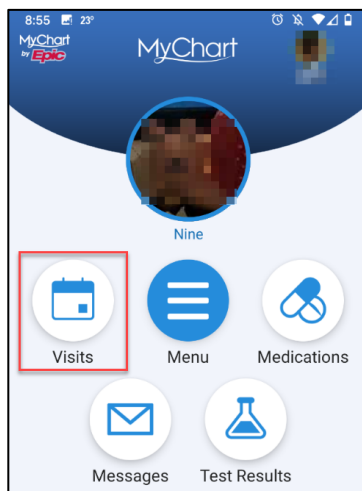 8:55 23°
MyChart
by Epic
MyChart
Nine
Visits
Menu
Medications
Messages
Test Results